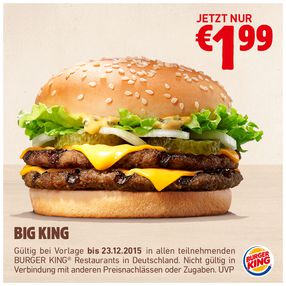 JETZT NUR
€1.99
BIG KING
Gültig bei Vorlage bis 23.12.2015 in allen teilnehmenden
BURGER KING® Restaurants in Deutschland. Nicht gültig in
Verbindung mit anderen Preisnachlässen oder Zugaben. UVP
BURGER
KING